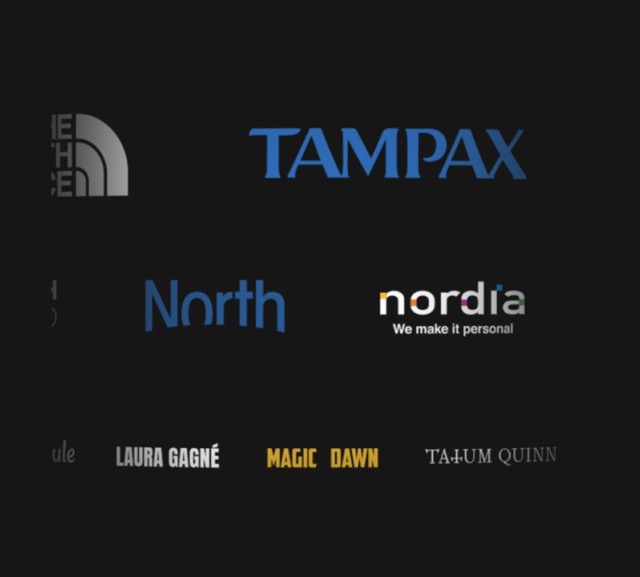 TAMPAX
North
nordia
We make it personal
LAURA GAGNÉ
MAGIC DAWN
TATUM QUINN